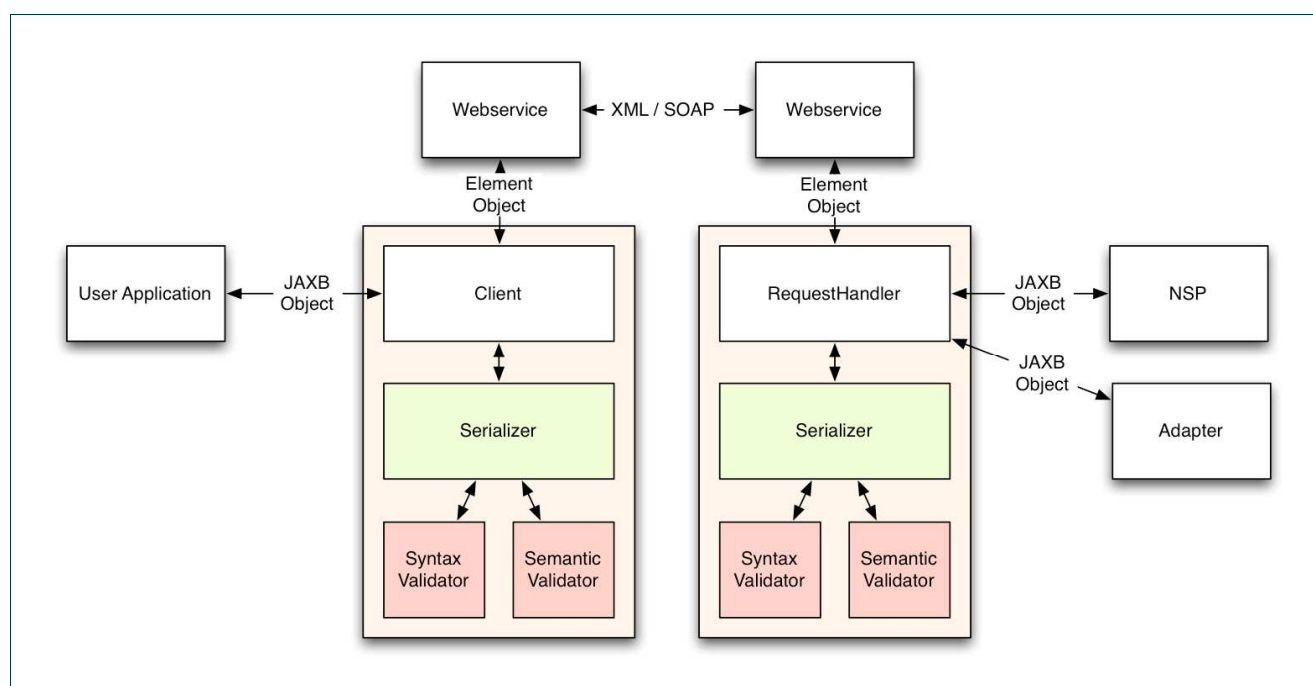 Webservice
XML / SOAP
Webservice
Element
Object
Element
Object
User Application
JAXB
Object
Client
RequestHandler
JAXB
Object
NSP
JAXB
Object
Serializer
Serializer
Adapter
Syntax
Validator
Semantic
Validator
Syntax
Validator
Semantic
Validator